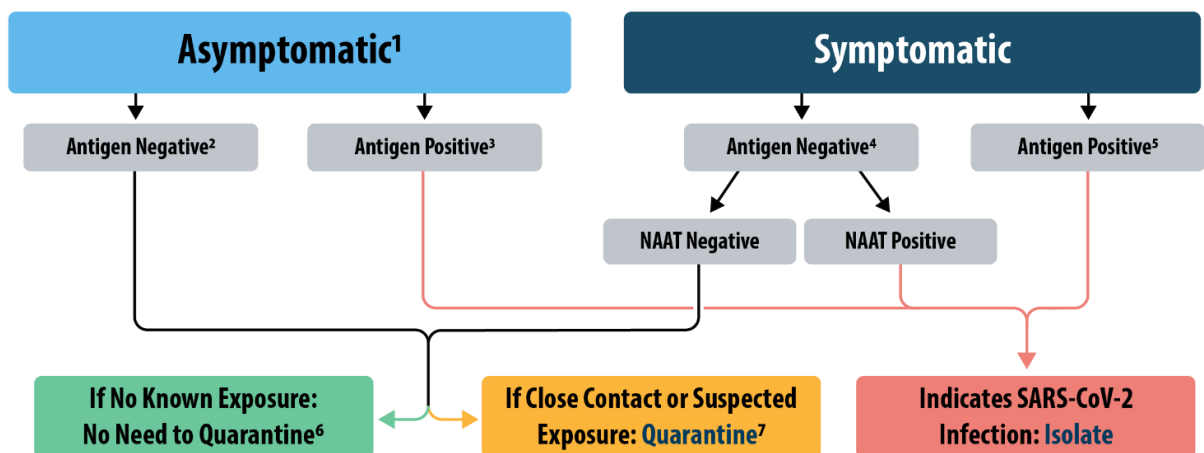 Asymptomatic¹
Symptomatic
Antigen Negative²
Antigen Positive³
Antigen Negative⁴
Antigen Positive⁵
NAAT Negative
NAAT Positive
If No Known Exposure:
No Need to Quarantine⁶
If Close Contact or Suspected
Exposure: Quarantine⁷
Indicates SARS-CoV-2
Infection: Isolate